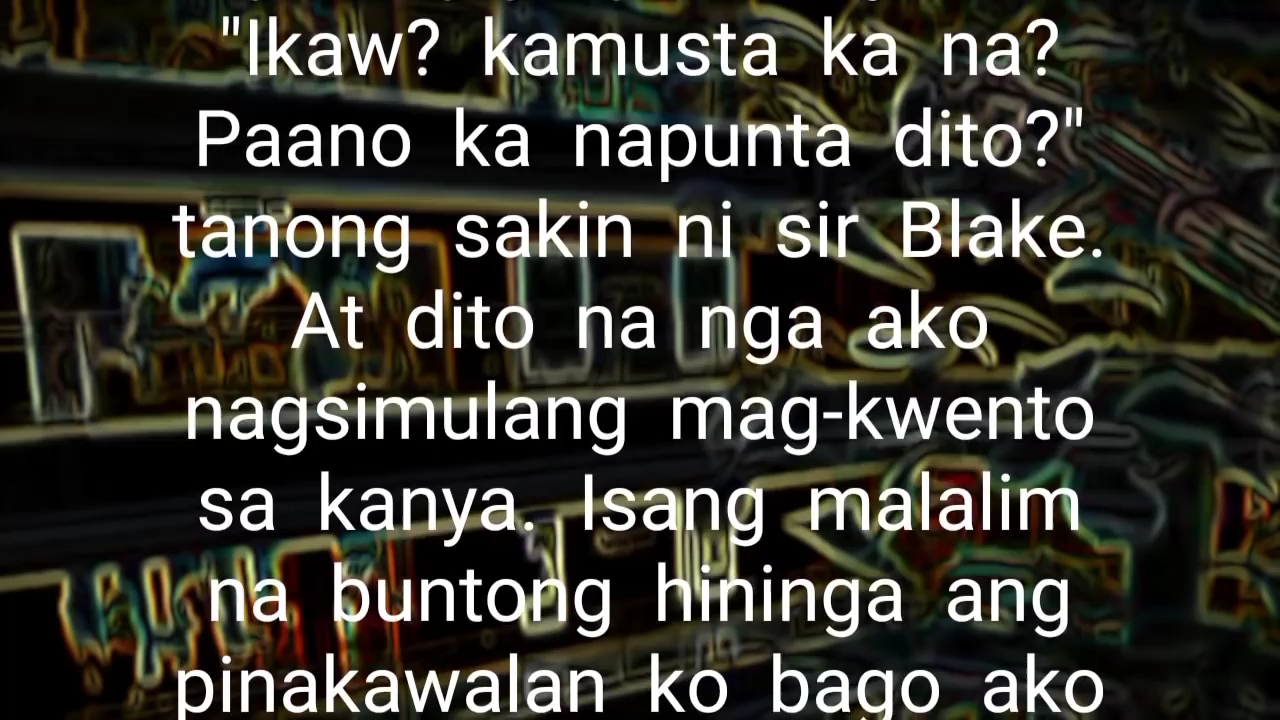 "Ikaw? kamusta ka na?
Paano ka napunta dito?"
tanong sakin ni sir Blake.
At dito na nga ako
nagsimulang mag-kwento
sa kanya. Isang malalim
na buntong hininga ang
pinakawalan ko bago ako